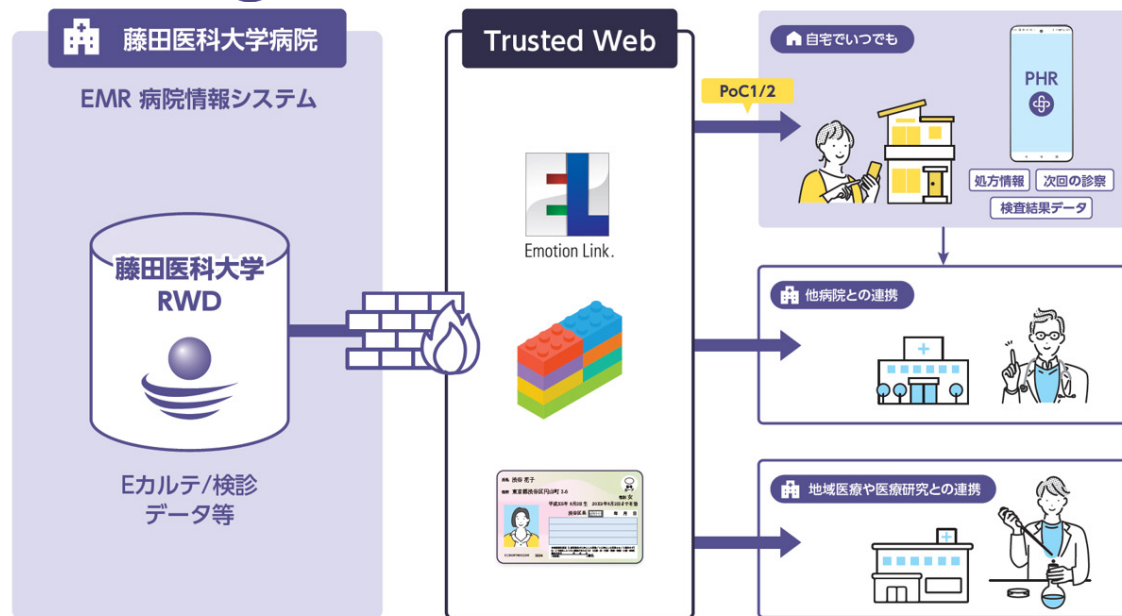 藤田医科大学病院
EMR 病院情報システム
藤田医科大学
RWD
Eカルテ/検診
データ等
Trusted Web
Emotion Link.
渋谷 花子
PoC1/2
自宅でいつでも
PHR
処方情報
次回の診察
検査結果データ
他病院との連携
地域医療や医療研究との連携